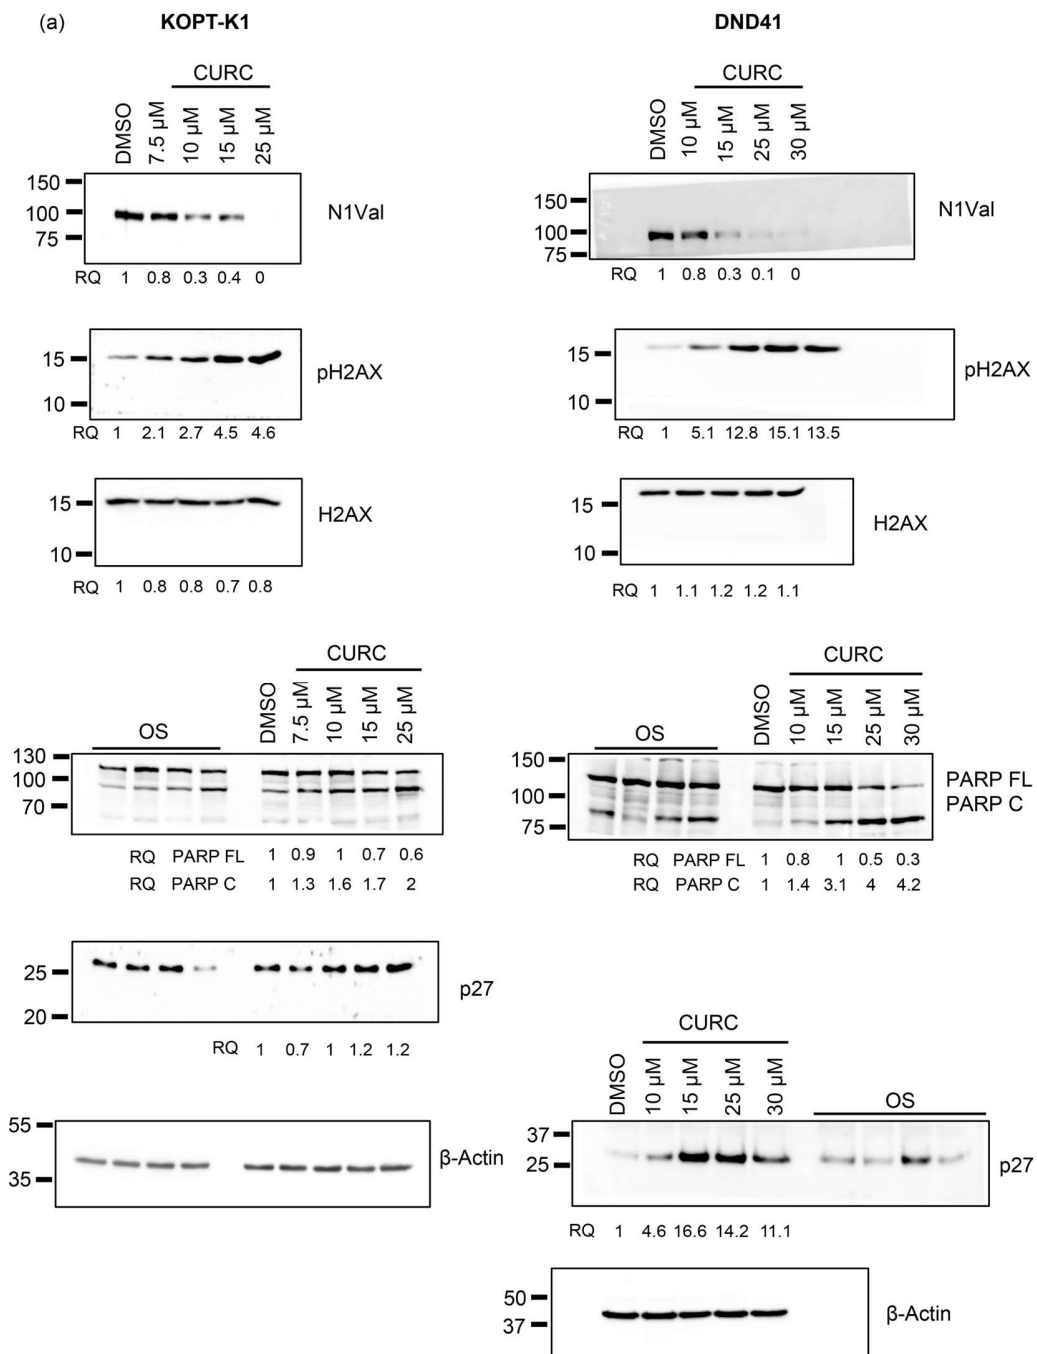 (a)
KOPT-K1
CURC
DMSO
7.5 µM
10 µM
15 µM
25 µM
150
100
75
N1Val
RQ 1 0.8 0.3 0.4 0
15
10
pH2AX
RQ 1 2.1 2.7 4.5 4.6
15
10
H2AX
RQ 1 0.8 0.8 0.7 0.8
CURC
OS
DMSO
7.5 µM
10 µM
15 µM
25 µM
130
100
70
RQ PARP FL 1 0.9 1 0.7 0.6
RQ PARP C 1 1.3 1.6 1.7 2
25
20
p27
RQ 1 0.7 1 1.2 1.2
55
35
β-Actin
DND41
CURC
DMSO
10 µM
15 µM
25 µM
30 µM
150
100
75
N1Val
RQ 1 0.8 0.3 0.1 0
15
10
pH2AX
RQ 1 5.1 12.8 15.1 13.5
15
10
H2AX
RQ 1 1.1 1.2 1.2 1.1
CURC
OS
DMSO
10 µM
15 µM
25 µM
30 µM
150
100
75
PARP FL
PARP C
RQ PARP FL 1 0.8 1 0.5 0.3
RQ PARP C 1 1.4 3.1 4 4.2
CURC
DMSO
10 µM
15 µM
25 µM
30 µM
OS
37
25
p27
RQ 1 4.6 16.6 14.2 11.1
50
37
β-Actin